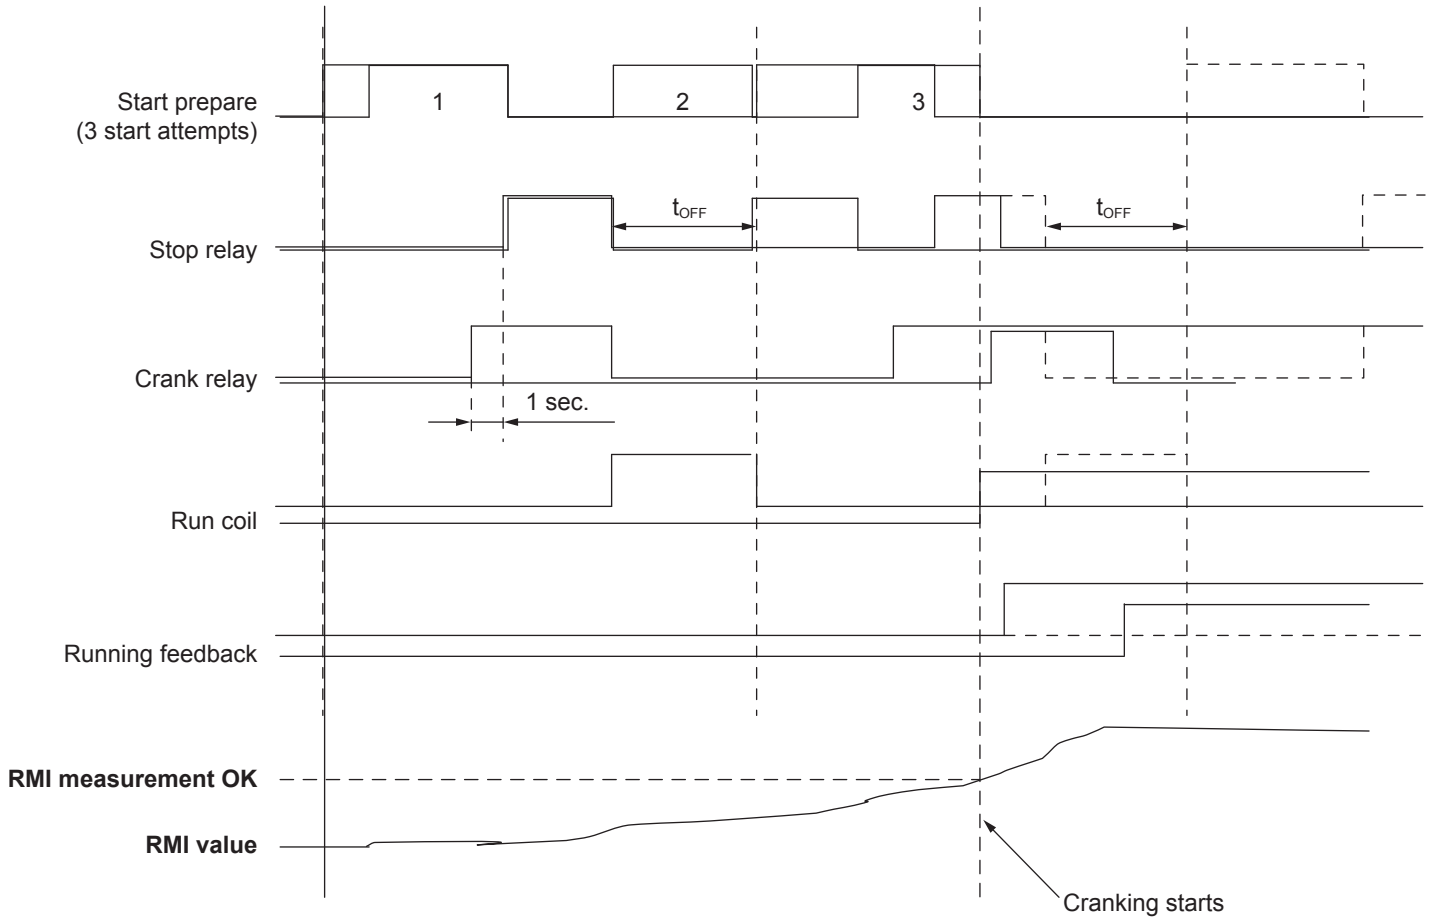 Start prepare
(3 start attempts)
1
2
3
Stop relay
tOFF
tOFF
Crank relay
1 sec.
Run coil
Running feedback
RMI measurement OK
RMI value
Cranking starts